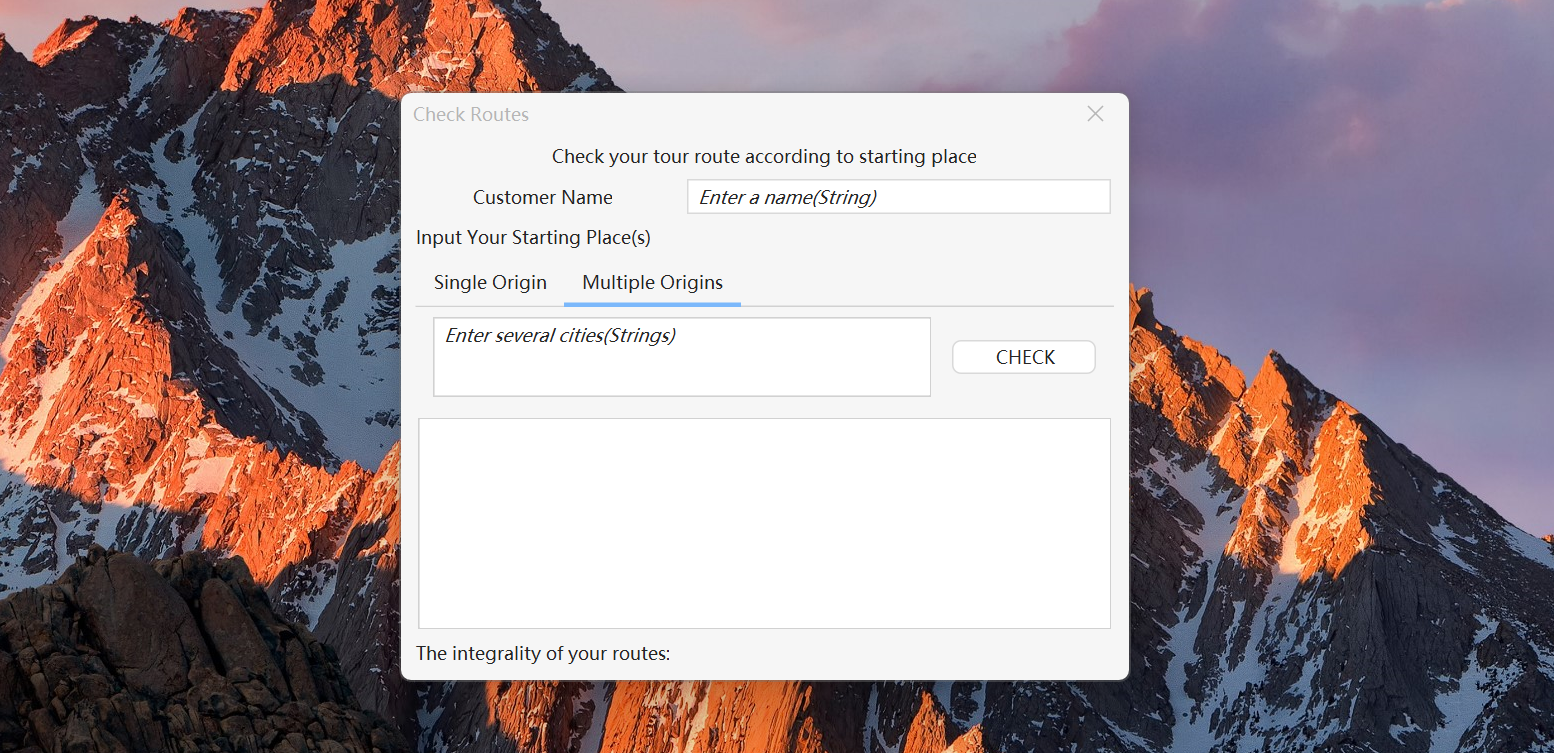 Check Routes
Check your tour route according to starting place
Customer Name Enter a name(String)
Input Your Starting Place(s)
Single Origin Multiple Origins
Enter several cities(Strings)
CHECK
The integrality of your routes: